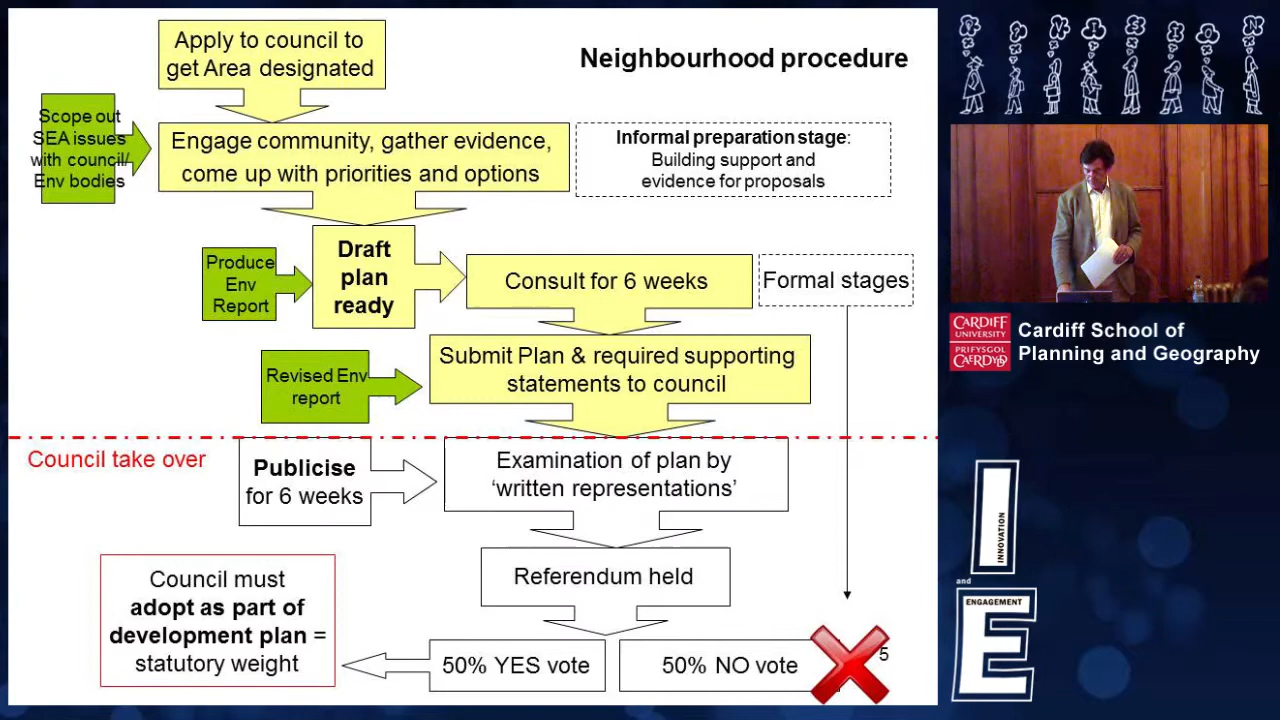 Apply to council to
get Area designated
Neighbourhood procedure
Scope out
SEA issues
with council/
Env bodies
Engage community, gather evidence,
come up with priorities and options
Informal preparation stage:
Building support and
evidence for proposals
Produce
Env
Report
Draft
plan
ready
Consult for 6 weeks
Formal stages
Revised Env
report
Submit Plan & required supporting
statements to council
Council take over
Publicise
for 6 weeks
Examination of plan by
‘written representations’
Referendum held
Council must
adopt as part of
development plan =
statutory weight
50% YES vote
50% NO vote
5
CARDIFF
UNIVERSITY
PRIFYSGOL
CAERDYDD
Cardiff School of
Planning and Geography
I
INNOVATION
and
ENGAGEMENT
E